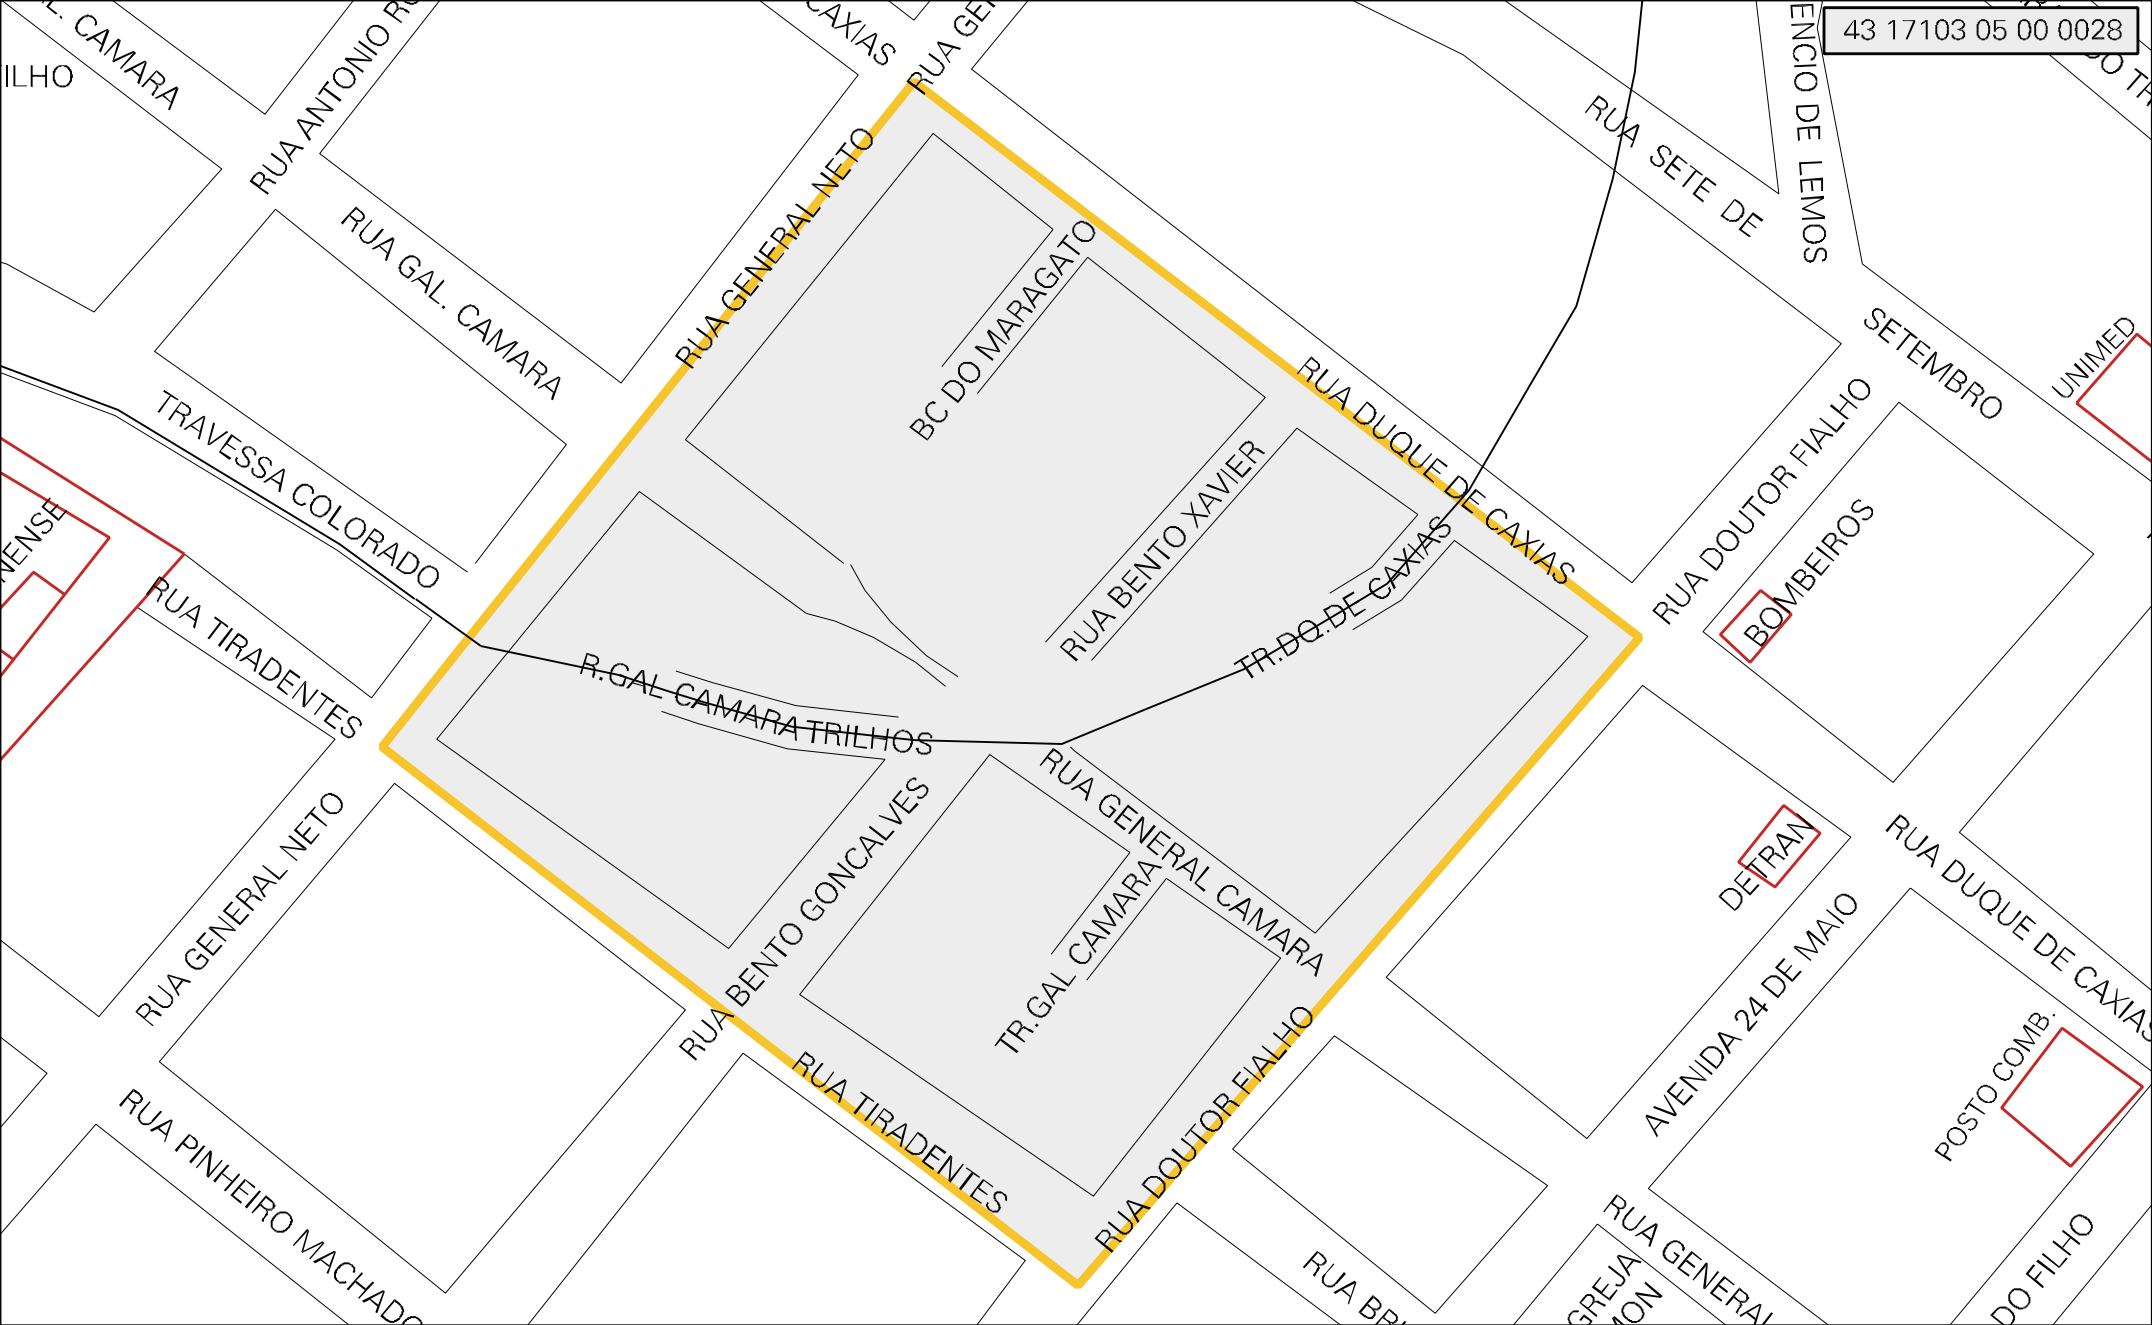 43 17103 05 00 0028
CAMARA
ILHO
RUA ANTONIO
CAXIAS
RUA
ENCIO DE LEMOS
RUA SETE DE
SETEMBRO
UNIMED
RUA GAL. CAMARA
RUA GENERAL NETO
BC DO MARAGATO
RUA DUQUE DE CAXIAS
TRAVESSA COLORADO
RUA BENTO XAVIER
TR.DQ.DE CAXIAS
RUA DOUTOR FIALHO
BOMBEIROS
NENSE
RUA TIRADENTES
R.GAL CAMARA TRILHOS
RUA GENERAL CAMARA
RUA BENTO GONCALVES
TR.GAL CAMARA
RUA GENERAL NETO
DETRAN
RUA DUQUE DE CAXIAS
AVENIDA 24 DE MAIO
POSTO COMB.
RUA TIRADENTES
RUA DOUTOR FIALHO
RUA PINHEIRO MACHADO
RUA GENERAL
RUA
GREJA
MON
DO FILHO